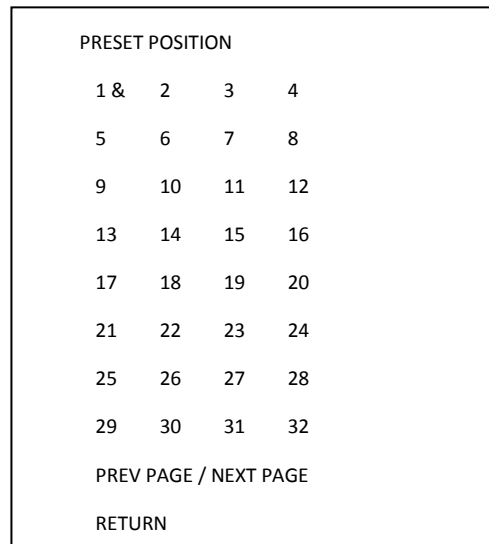 PRESET POSITION
1 & 2 3 4
5 6 7 8
9 10 11 12
13 14 15 16
17 18 19 20
21 22 23 24
25 26 27 28
29 30 31 32
PREV PAGE / NEXT PAGE
RETURN